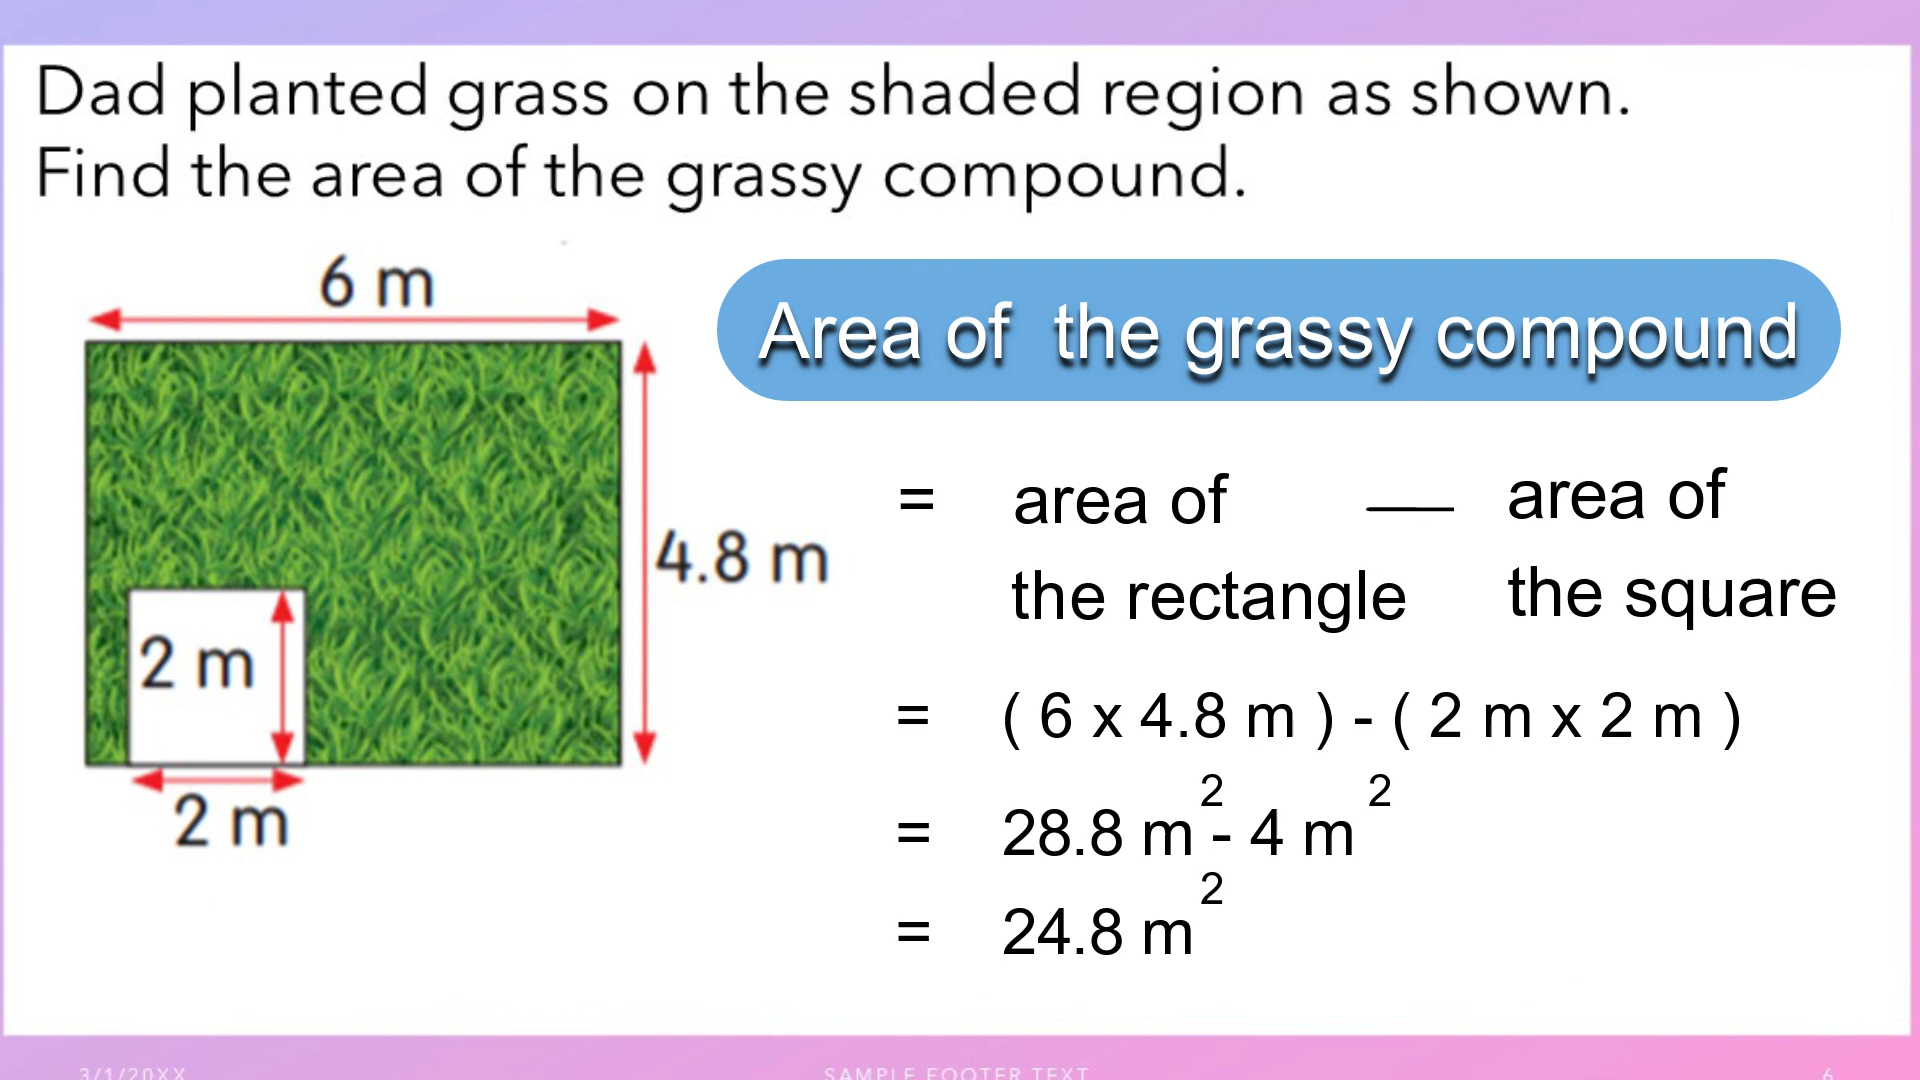 Dad planted grass on the shaded region as shown.
Find the area of the grassy compound.
6 m
4.8 m
2 m
2 m
Area of the grassy compound
= area of — area of
the rectangle the square
= ( 6 x 4.8 m ) - ( 2 m x 2 m )
= 28.8 m² - 4 m²
= 24.8 m²
3/1/20XX
SAMPLE FOOTER TEXT
6